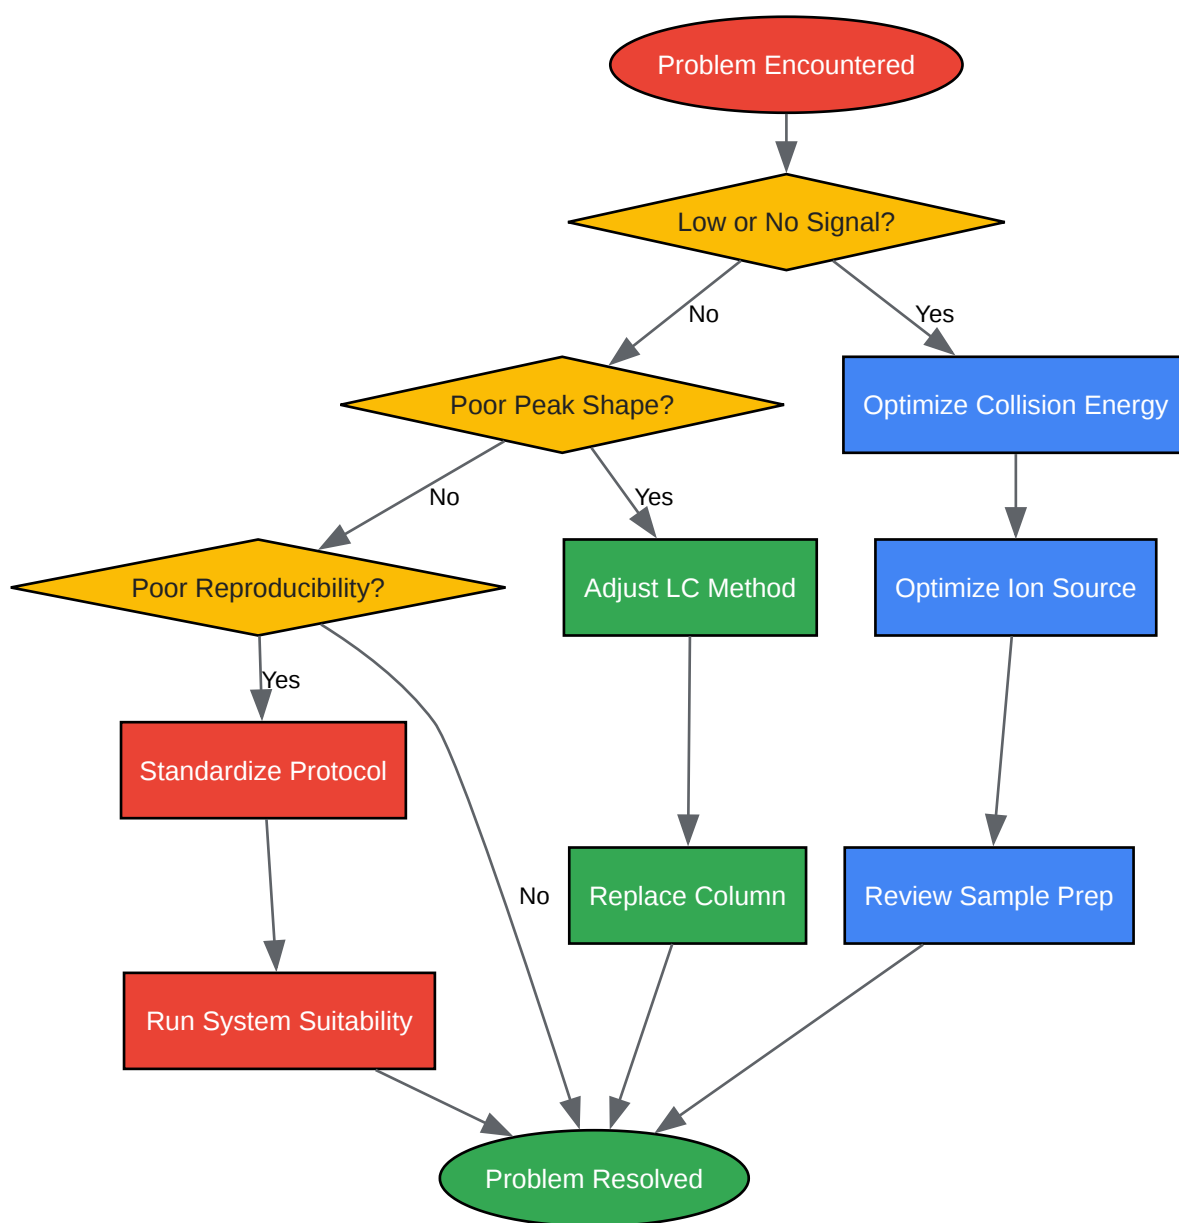 Problem Encountered
Low or No Signal?
No
Yes
Poor Peak Shape?
Optimize Collision Energy
No
Yes
Poor Reproducibility?
Adjust LC Method
Optimize Ion Source
Yes
Standardize Protocol
No
Replace Column
Review Sample Prep
Run System Suitability
Problem Resolved